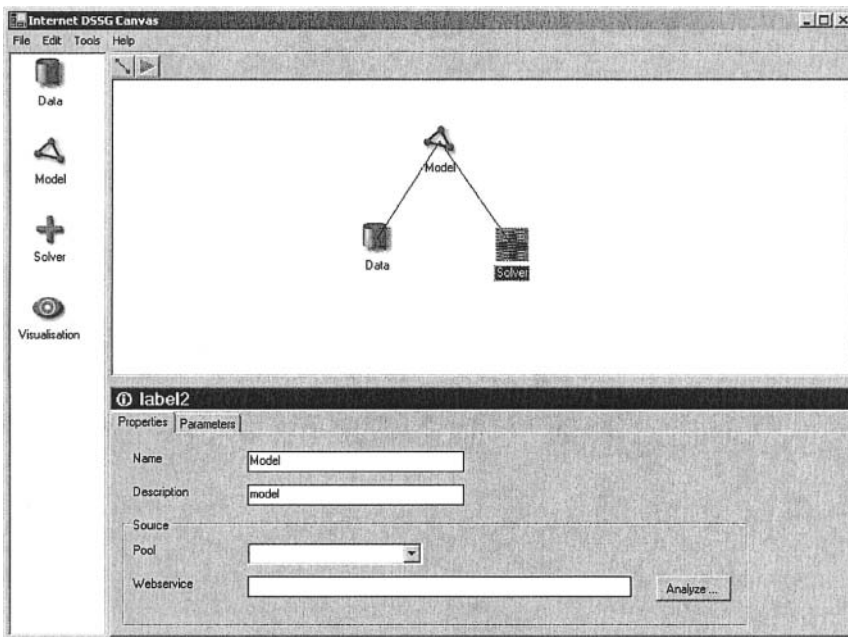 Internet DSSG Canvas
File Edit Tools Help
Data
Model
Solver
Visualisation
Model
Data
Solver
label2
Properties Parameters
Name Model
Description model
Source
Pool
Webservice Analyze ...